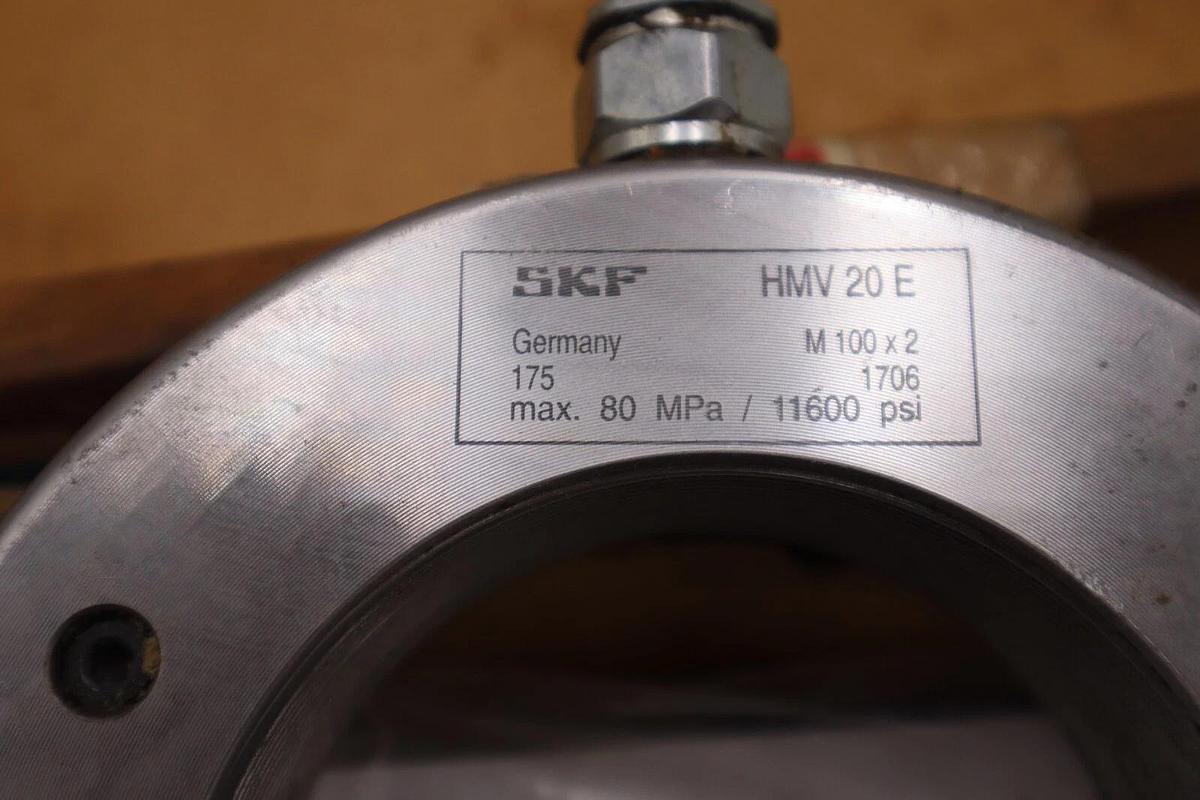 SKF HMV 20 E
Germany M 100 x 2
175 1706
max. 80 MPa / 11600 psi